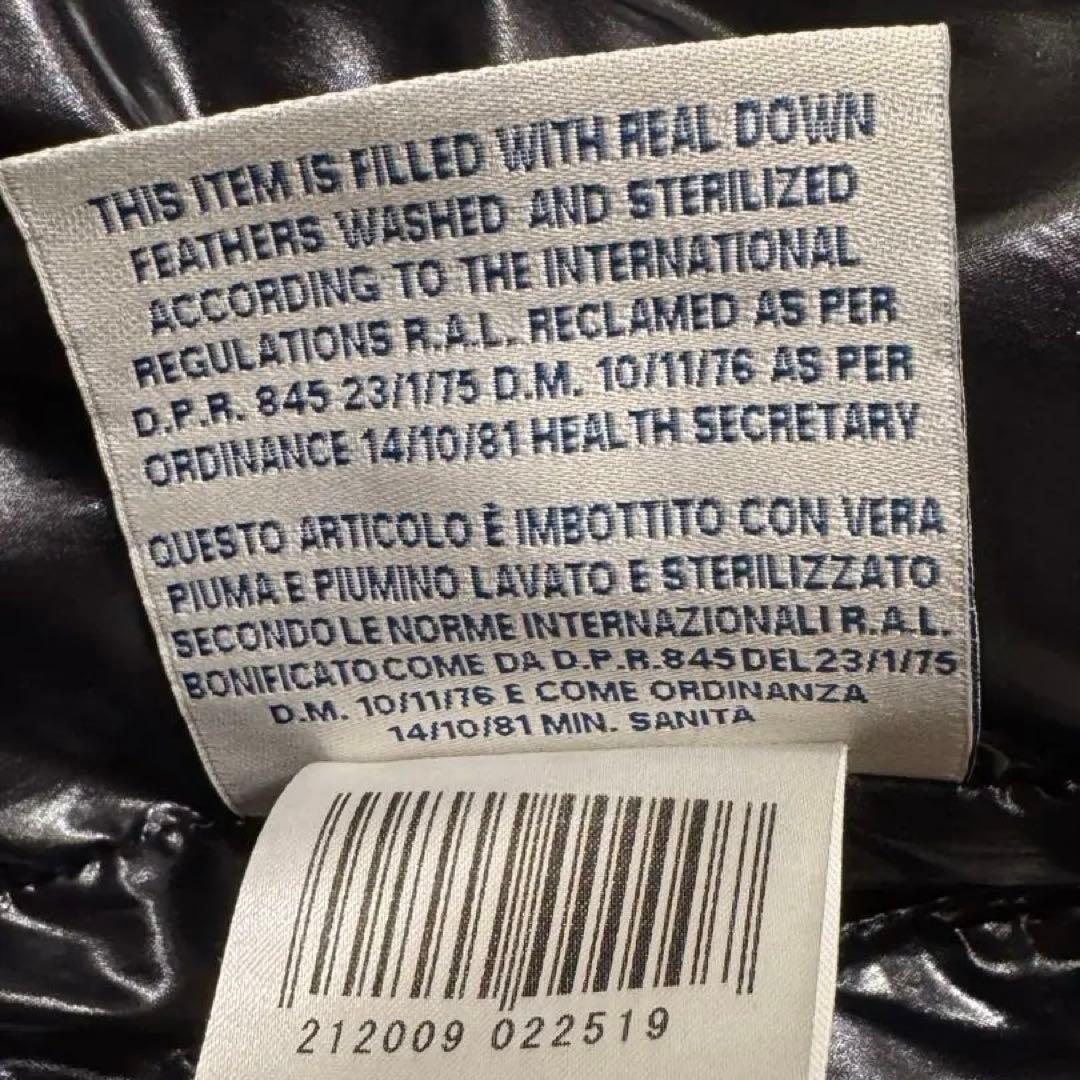 THIS ITEM IS FILLED WITH REAL DOWN
FEATHERS WASHED AND STERILIZED
ACCORDING TO THE INTERNATIONAL
REGULATIONS R.A.L. RECLAMED AS PER
D.P.R. 845 23/1/75 D.M. 10/11/76 AS PER
ORDINANCE 14/10/81 HEALTH SECRETARY
QUESTO ARTICOLO È IMBOTTITO CON VERA
PIUMA E PIUMINO LAVATO E STERILIZZATO
SECONDO LE NORME INTERNAZIONALI R.A.L.
BONIFICATO COME DA D.P.R. 845 DEL 23/1/75
D.M. 10/11/76 E COME ORDINANZA
14/10/81 MIN. SANITÀ
212009 022519